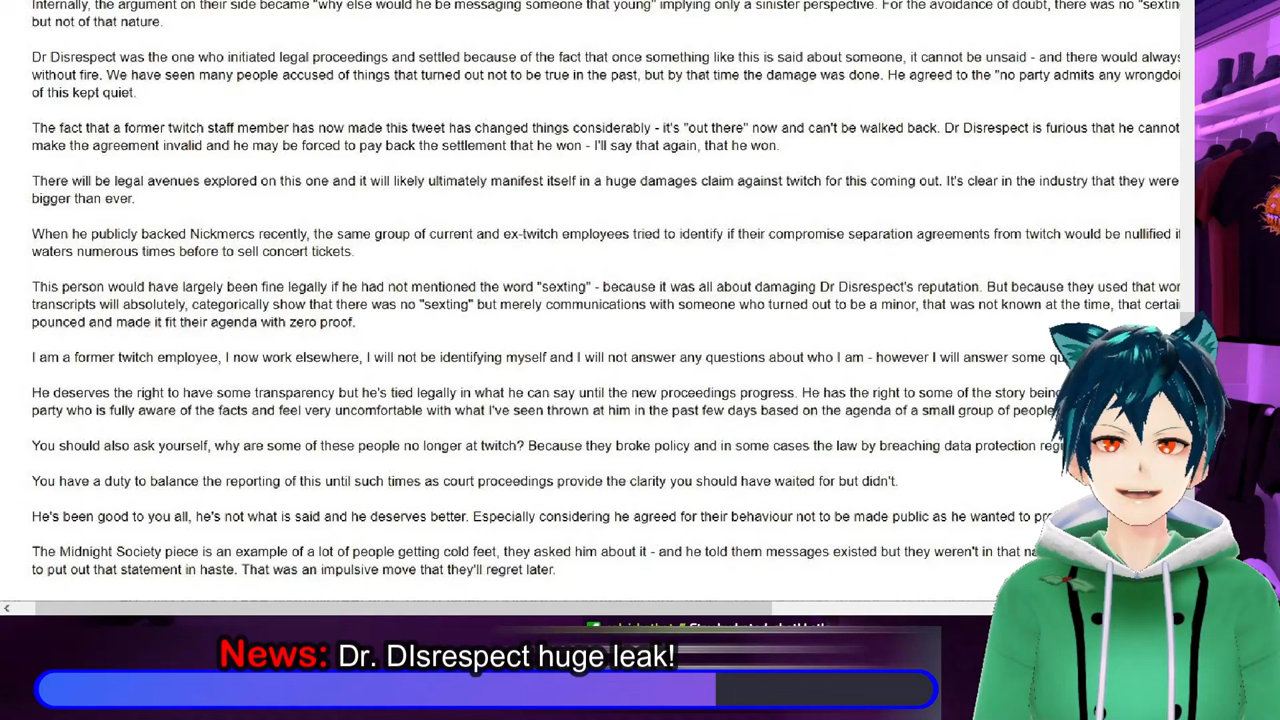 Internally, the argument on their side became "why else would he be messaging someone that young" implying only a sinister perspective. For the avoidance of doubt, there was no "sextin
but not of that nature.
Dr Disrespect was the one who initiated legal proceedings and settled because of the fact that once something like this is said about someone, it cannot be unsaid - and there would always
without fire. We have seen many people accused of things that turned out not to be true in the past, but by that time the damage was done. He agreed to the "no party admits any wrongdoi
of this kept quiet.
The fact that a former twitch staff member has now made this tweet has changed things considerably - it's "out there" now and can't be walked back. Dr Disrespect is furious that he cannot
make the agreement invalid and he may be forced to pay back the settlement that he won - I'll say that again, that he won.
There will be legal avenues explored on this one and it will likely ultimately manifest itself in a huge damages claim against twitch for this coming out. It's clear in the industry that they were
bigger than ever.
When he publicly backed Nickmercs recently, the same group of current and ex-twitch employees tried to identify if their compromise separation agreements from twitch would be nullified if
waters numerous times before to sell concert tickets.
This person would have largely been fine legally if he had not mentioned the word "sexting" - because it was all about damaging Dr Disrespect's reputation. But because they used that wor
transcripts will absolutely, categorically show that there was no "sexting" but merely communications with someone who turned out to be a minor, that was not known at the time, that certai
pounced and made it fit their agenda with zero proof.
I am a former twitch employee, I now work elsewhere, I will not be identifying myself and I will not answer any questions about who I am - however I will answer some qu
He deserves the right to have some transparency but he's tied legally in what he can say until the new proceedings progress. He has the right to some of the story bein
party who is fully aware of the facts and feel very uncomfortable with what I've seen thrown at him in the past few days based on the agenda of a small group of people
You should also ask yourself, why are some of these people no longer at twitch? Because they broke policy and in some cases the law by breaching data protection reg
You have a duty to balance the reporting of this until such times as court proceedings provide the clarity you should have waited for but didn't.
He's been good to you all, he's not what is said and he deserves better. Especially considering he agreed for their behaviour not to be made public as he wanted to pr
The Midnight Society piece is an example of a lot of people getting cold feet, they asked him about it - and he told them messages existed but they weren't in that na
to put out that statement in haste. That was an impulsive move that they'll regret later.
News: Dr. DIsrespect huge leak!